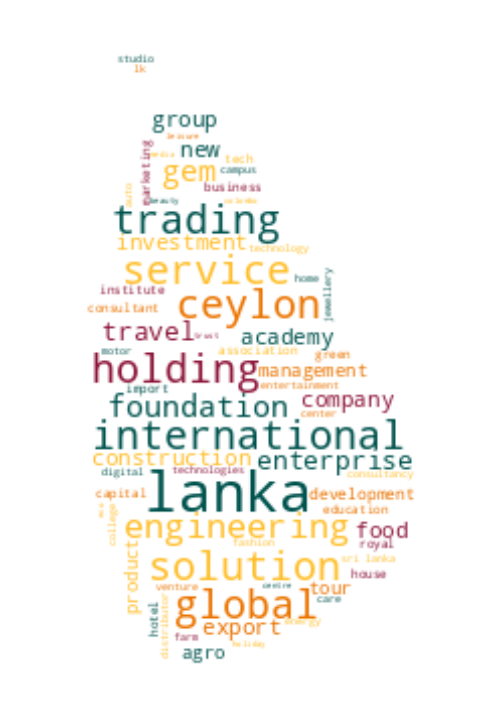 studio
lk
group
leisure
marketing
media
new
tech
gem
campus
auto
business
beauty
colombo
trading
investment
technology
service
home
jewellery
institute
ceylon
consultant
travel
trust
academy
motor
association
green
holding
management
import
entertainment
foundation
company
center
international
construction
enterprise
digital
technologies
consultancy
lanka
capital
development
college
education
engineering
food
product
fashion
royal
solution
sri lanka
house
venture
centre
tour
global
care
hotel
distributor
export
energy
farm
holiday
agro